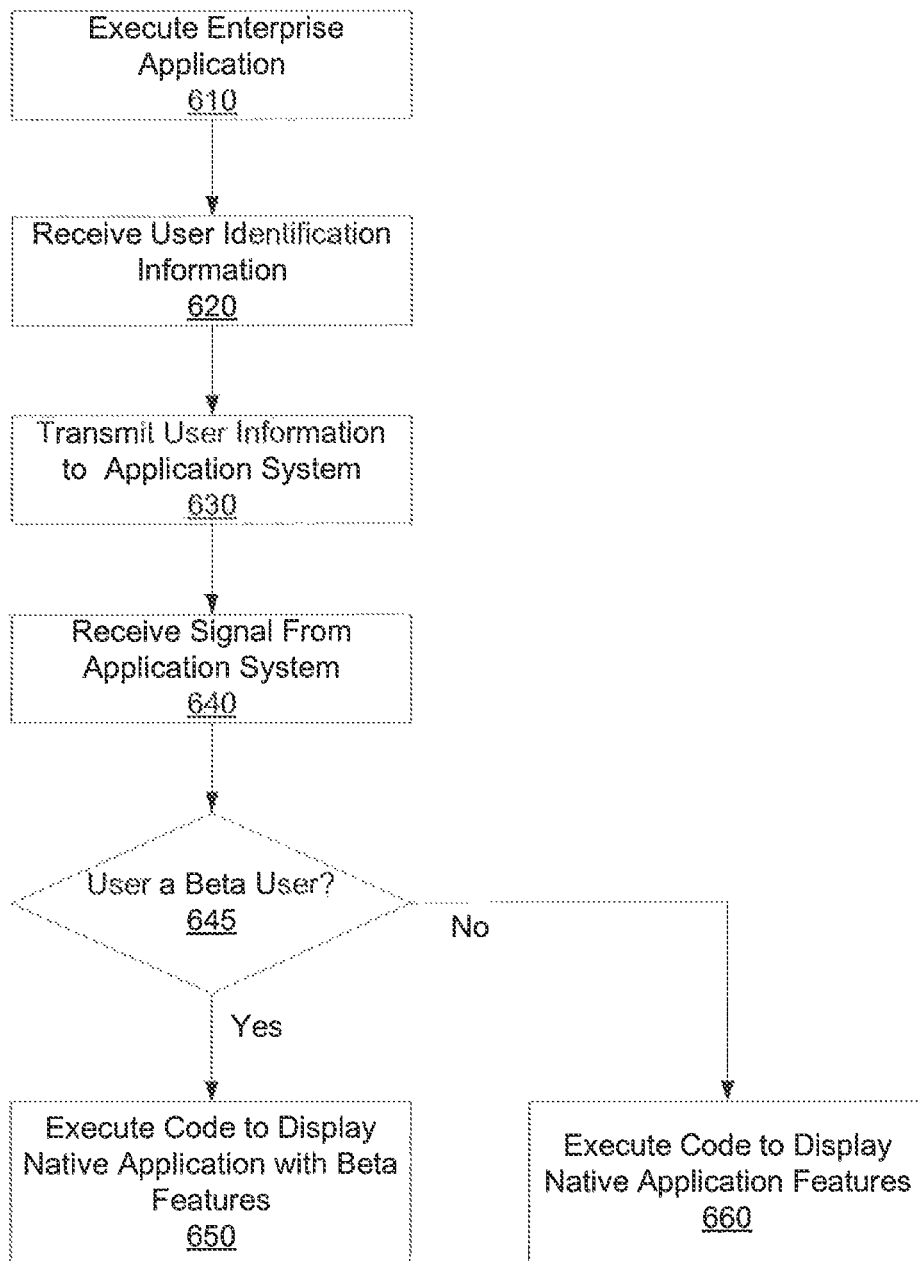 Execute Enterprise
Application
610
Receive User Identification
Information
620
Transmit User Information
to Application System
630
Receive Signal From
Application System
640
User a Beta User?
645
No
Yes
Execute Code to Display
Native Application with Beta
Features
650
Execute Code to Display
Native Application Features
660